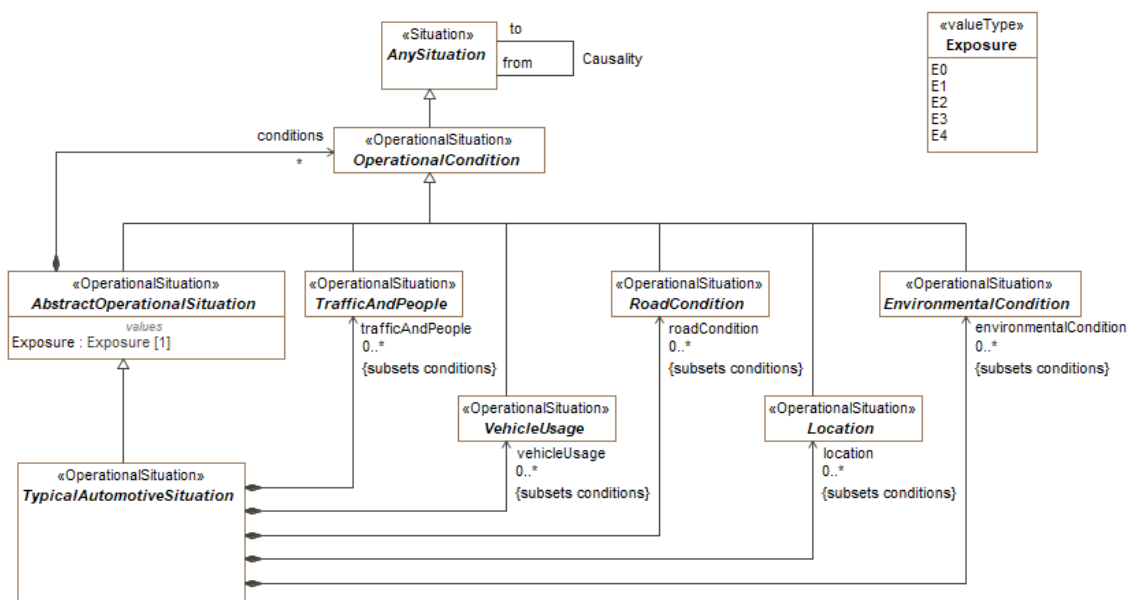 «Situation»
AnySituation
to
from
Causality
«valueType»
Exposure
E0
E1
E2
E3
E4
conditions
*
«OperationalSituation»
OperationalCondition
«OperationalSituation»
AbstractOperationalSituation
values
Exposure : Exposure [1]
«OperationalSituation»
TrafficAndPeople
trafficAndPeople
0..*
{subsets conditions}
«OperationalSituation»
RoadCondition
roadCondition
0..*
{subsets conditions}
«OperationalSituation»
EnvironmentalCondition
environmentalCondition
0..*
{subsets conditions}
«OperationalSituation»
VehicleUsage
vehicleUsage
0..*
{subsets conditions}
«OperationalSituation»
Location
location
0..*
{subsets conditions}
«OperationalSituation»
TypicalAutomotiveSituation